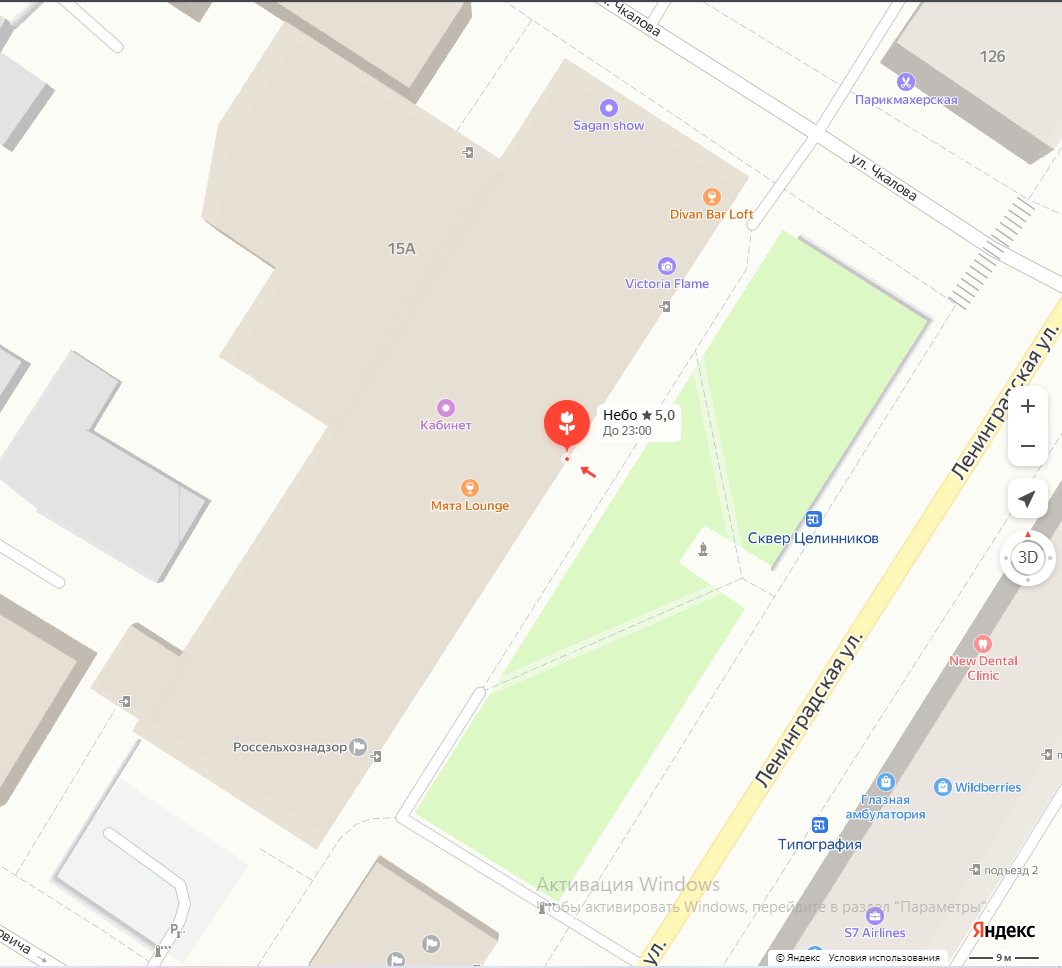 ул. Чкалова
126
Парикмахерская
Sagan show
ул. Чкалова
Divan Bar Loft
15А
Victoria Flame
Ленинградская ул.
Кабинет
Небо ★ 5,0
До 23:00
+
−
Мята Lounge
Сквер Целинников
3D
New Dental
Clinic
Ленинградская ул.
Россельхознадзор
Wildberries
Глазная
амбулатория
Типография
подъезд 2
Активация Windows
Чтобы активировать Windows, перейдите в раздел "Параметры"
S7 Airlines
Яндекс
ул.
© Яндекс Условия использования
9 м